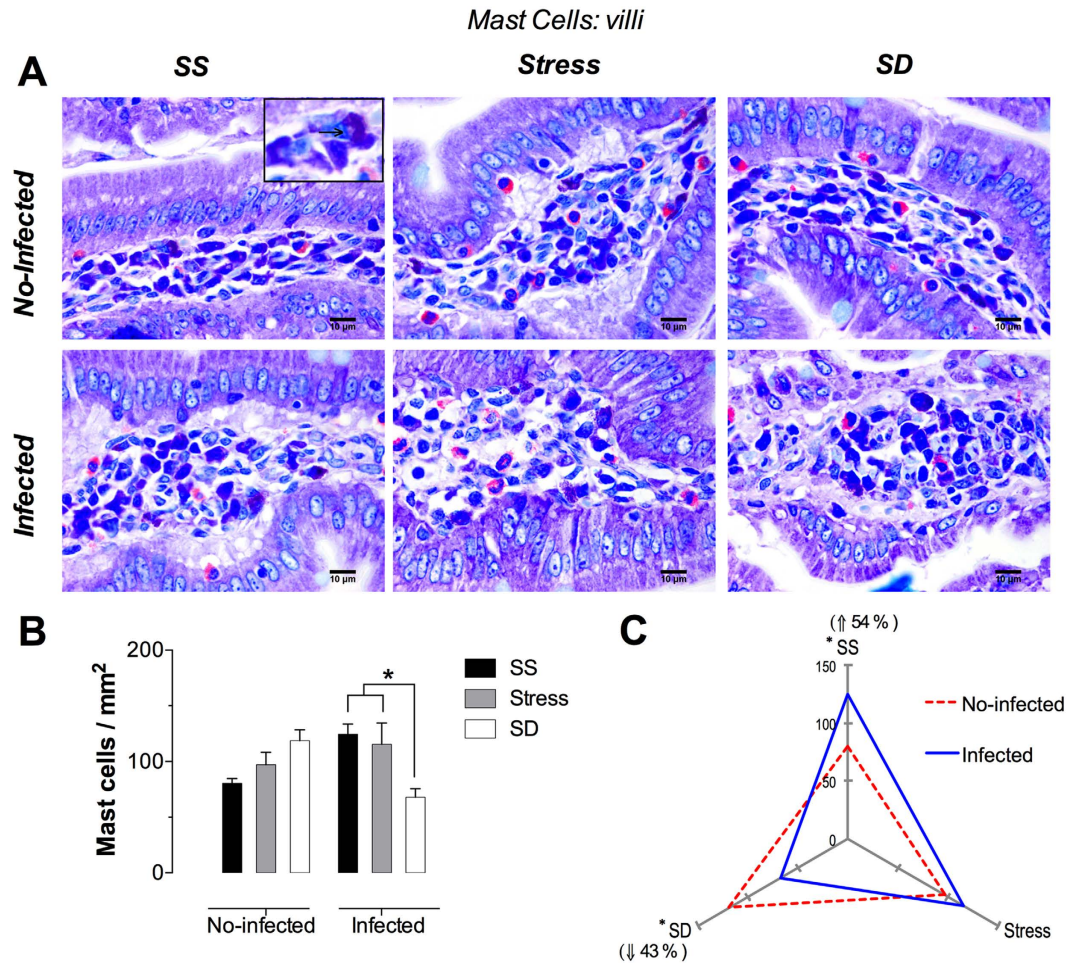 Mast Cells: villi
A
SS
Stress
SD
No-Infected
10 µm
10 µm
10 µm
Infected
10 µm
10 µm
10 µm
B
200
100
0
Mast cells / mm²
*
SS
Stress
SD
No-infected
Infected
C
(⇑ 54 %)
* SS
150
100
50
0
No-infected
Infected
* SD
(⇓ 43 %)
Stress